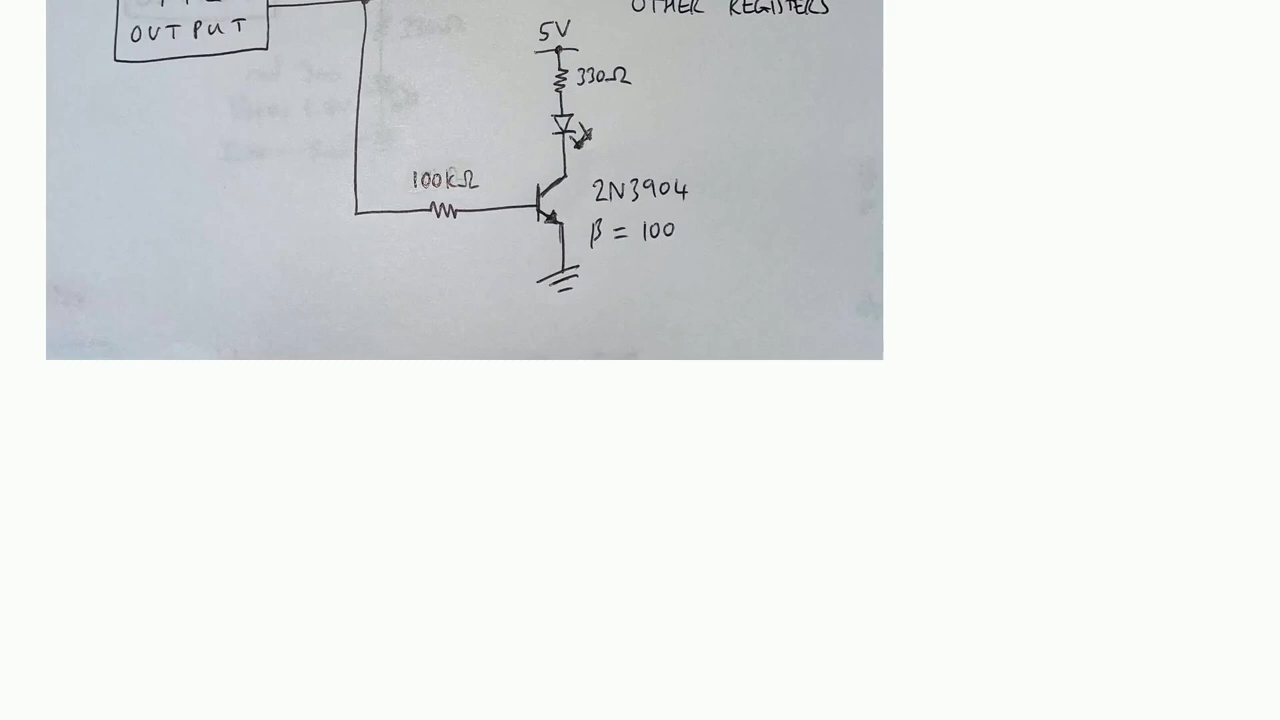 OUTPUT
OTHER REGISTERS
5V
330Ω
100kΩ
2N3904
β = 100